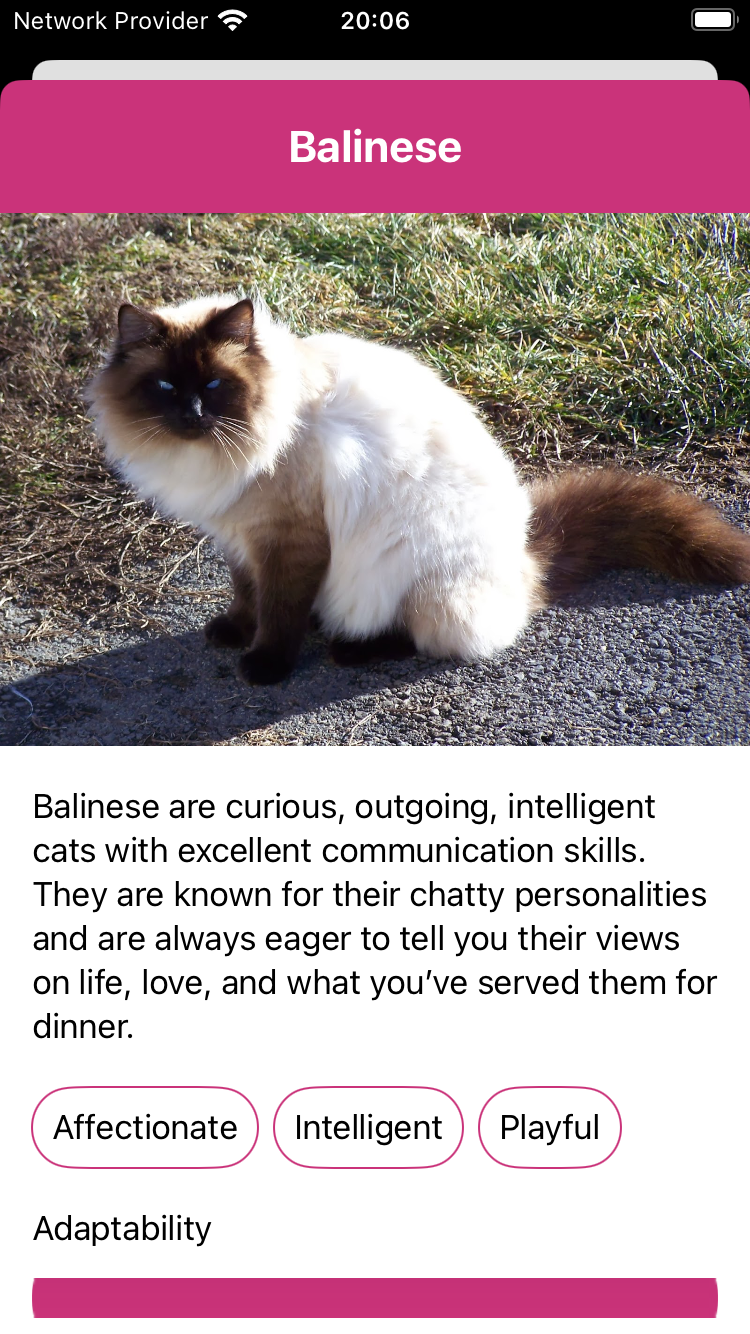 Network Provider 20:06
Balinese
Balinese are curious, outgoing, intelligent
cats with excellent communication skills.
They are known for their chatty personalities
and are always eager to tell you their views
on life, love, and what you’ve served them for
dinner.
Affectionate Intelligent Playful
Adaptability